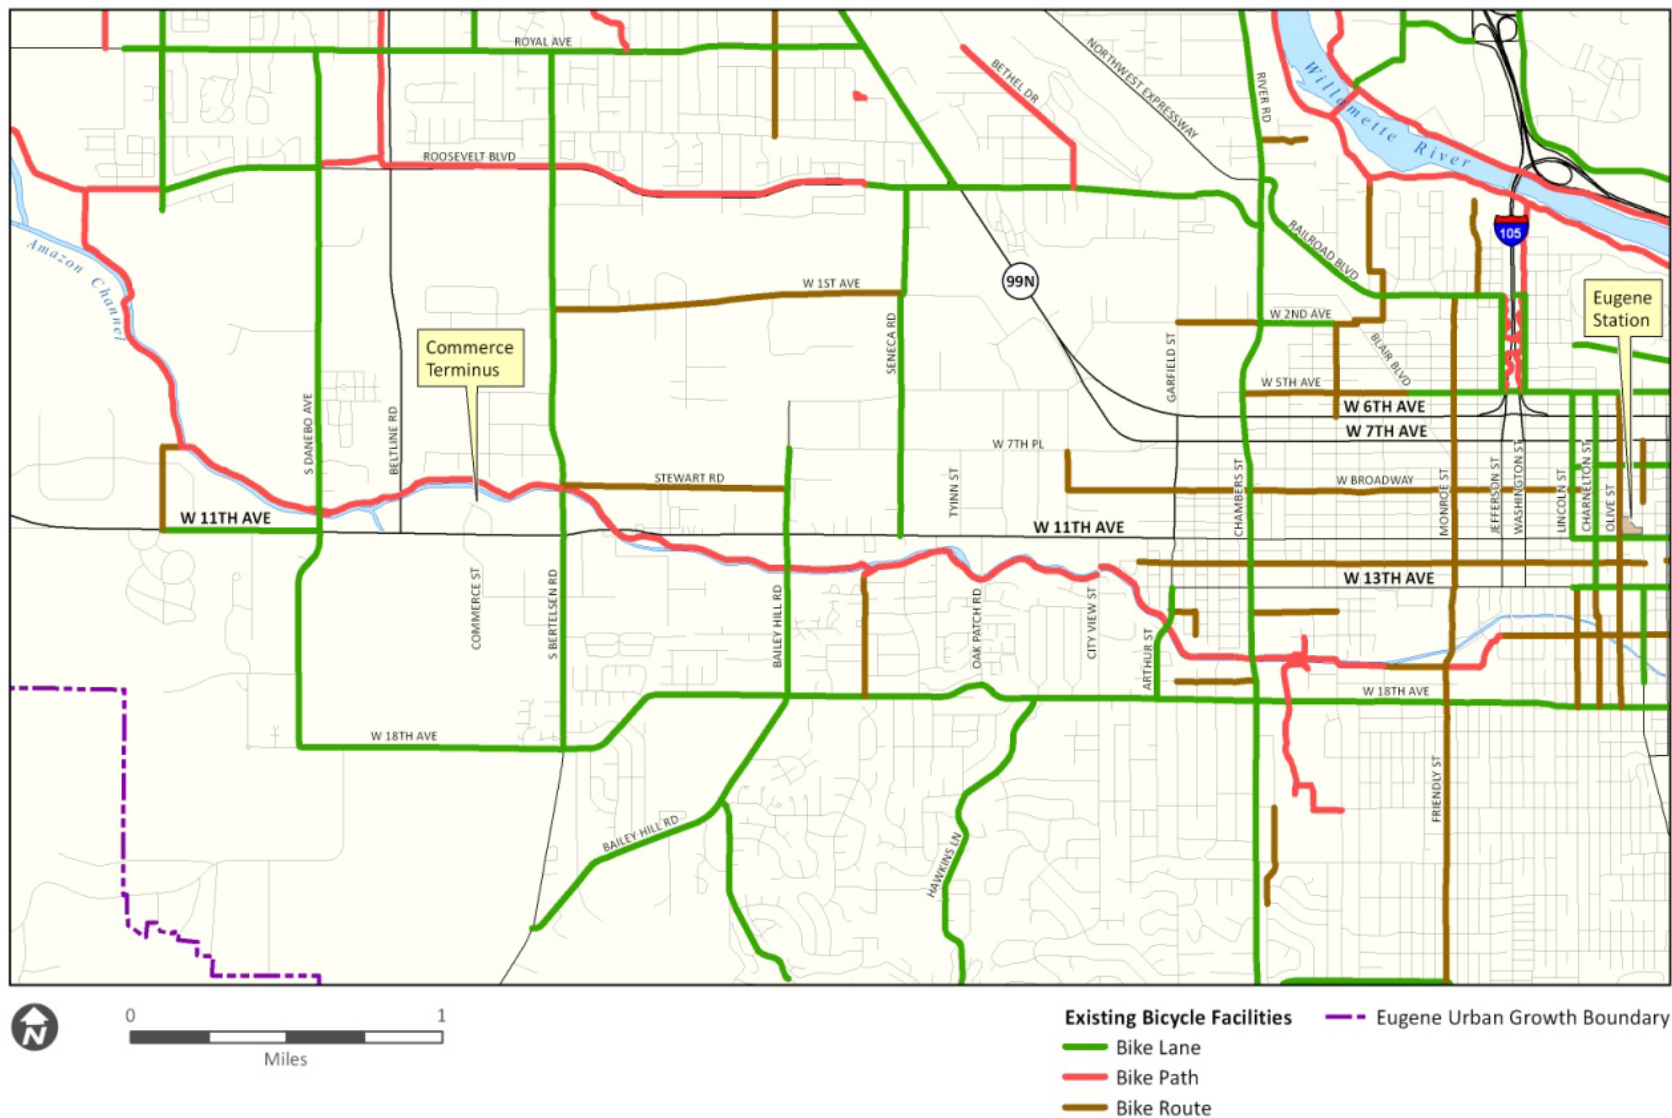 ROYAL AVE
BETHEL DR
NORTHWEST EXPRESSWAY
RIVER RD
Willamette River
ROOSEVELT BLVD
Amazon Channel
RAILROAD BLVD
105
99N
W 1ST AVE
Eugene
Station
W 2ND AVE
SENECA RD
Commerce
Terminus
GARFIELD ST
BLAIR BLVD
W 5TH AVE
W 6TH AVE
W 7TH AVE
S DANEBO AVE
BELTLINE RD
W 7TH PL
STEWART RD
TYINN ST
W BROADWAY
CHAMBERS ST
MONROE ST
JEFFERSON ST
WASHINGTON ST
LINCOLN ST
CHARNELTON ST
OLIVE ST
W 11TH AVE
W 11TH AVE
W 13TH AVE
COMMERCE ST
S BERTELSEN RD
BAILEY HILL RD
OAK PATCH RD
CITY VIEW ST
ARTHUR ST
W 18TH AVE
W 18TH AVE
FRIENDLY ST
BAILEY HILL RD
HAWKINS LN
N
0 1
Miles
Existing Bicycle Facilities
Bike Lane
Bike Path
Bike Route
Eugene Urban Growth Boundary